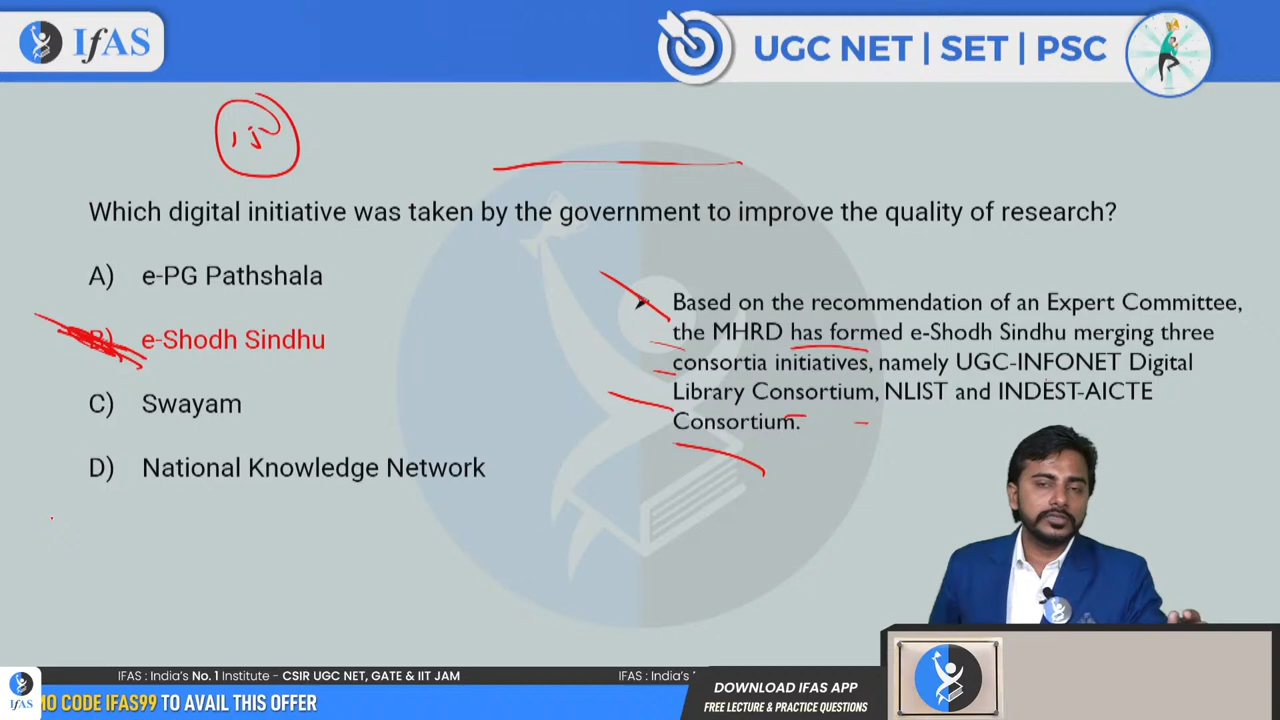 IFAS
UGC NET | SET | PSC
15
Which digital initiative was taken by the government to improve the quality of research?
A) e-PG Pathshala
B) e-Shodh Sindhu
C) Swayam
D) National Knowledge Network
Based on the recommendation of an Expert Committee,
the MHRD has formed e-Shodh Sindhu merging three
consortia initiatives, namely UGC-INFONET Digital
Library Consortium, NLIST and INDEST-AICTE
Consortium.
IFAS : India's No. 1 Institute - CSIR UGC NET, GATE & IIT JAM
IFAS : India's
IFAS
MO CODE IFAS99 TO AVAIL THIS OFFER
DOWNLOAD IFAS APP
FREE LECTURE & PRACTICE QUESTIONS